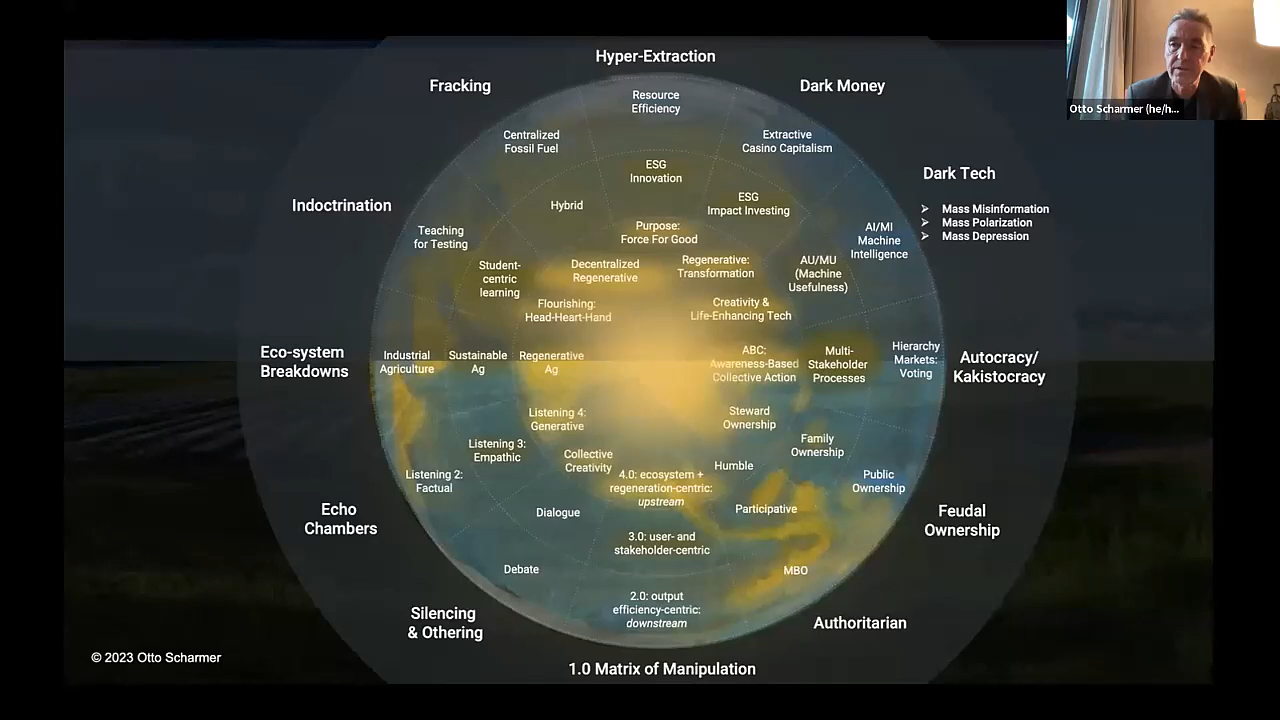 Hyper-Extraction
Fracking
Dark Money
Resource
Efficiency
Centralized
Fossil Fuel
Extractive
Casino Capitalism
Otto Scharmer (he/h...
ESG
Innovation
Dark Tech
Hybrid
ESG
Impact Investing
Indoctrination
Mass Misinformation
Mass Polarization
Mass Depression
Teaching
for Testing
Purpose:
Force For Good
AI/MI
Machine
Intelligence
Student-
centric
learning
Decentralized
Regenerative
Regenerative:
Transformation
AU/MU
(Machine
Usefulness)
Flourishing:
Head-Heart-Hand
Creativity &
Life-Enhancing Tech
Eco-system
Breakdowns
Industrial
Agriculture
Sustainable
Ag
Regenerative
Ag
ABC:
Awareness-Based
Collective Action
Multi-
Stakeholder
Processes
Hierarchy
Markets:
Voting
Autocracy/
Kakistocracy
Listening 4:
Generative
Steward
Ownership
Listening 3:
Empathic
Family
Ownership
Listening 2:
Factual
Collective
Creativity
4.0: ecosystem +
regeneration-centric:
upstream
Humble
Public
Ownership
Echo
Chambers
Dialogue
Participative
Feudal
Ownership
3.0: user- and
stakeholder-centric
Debate
MBO
2.0: output
efficiency-centric:
downstream
Silencing
& Othering
Authoritarian
1.0 Matrix of Manipulation
© 2023 Otto Scharmer